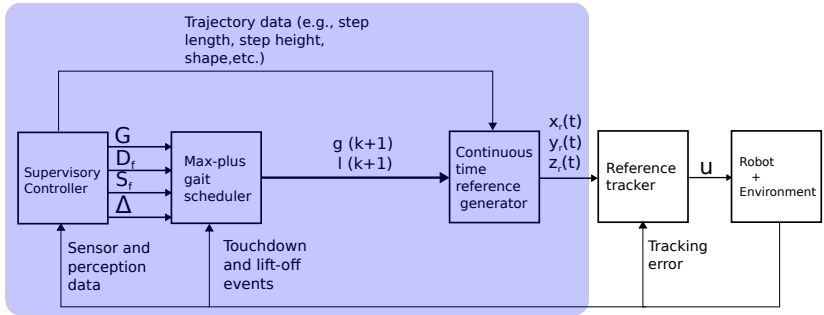 Trajectory data (e.g., step
length, step height,
shape,etc.)
Supervisory
Controller
G
D_f
S_f
Δ
Max-plus
gait
scheduler
g (k+1)
l (k+1)
Continuous
time
reference
generator
x_r(t)
y_r(t)
z_r(t)
Reference
tracker
u
Robot
+
Environment
Sensor and
perception
data
Touchdown
and lift-off
events
Tracking
error